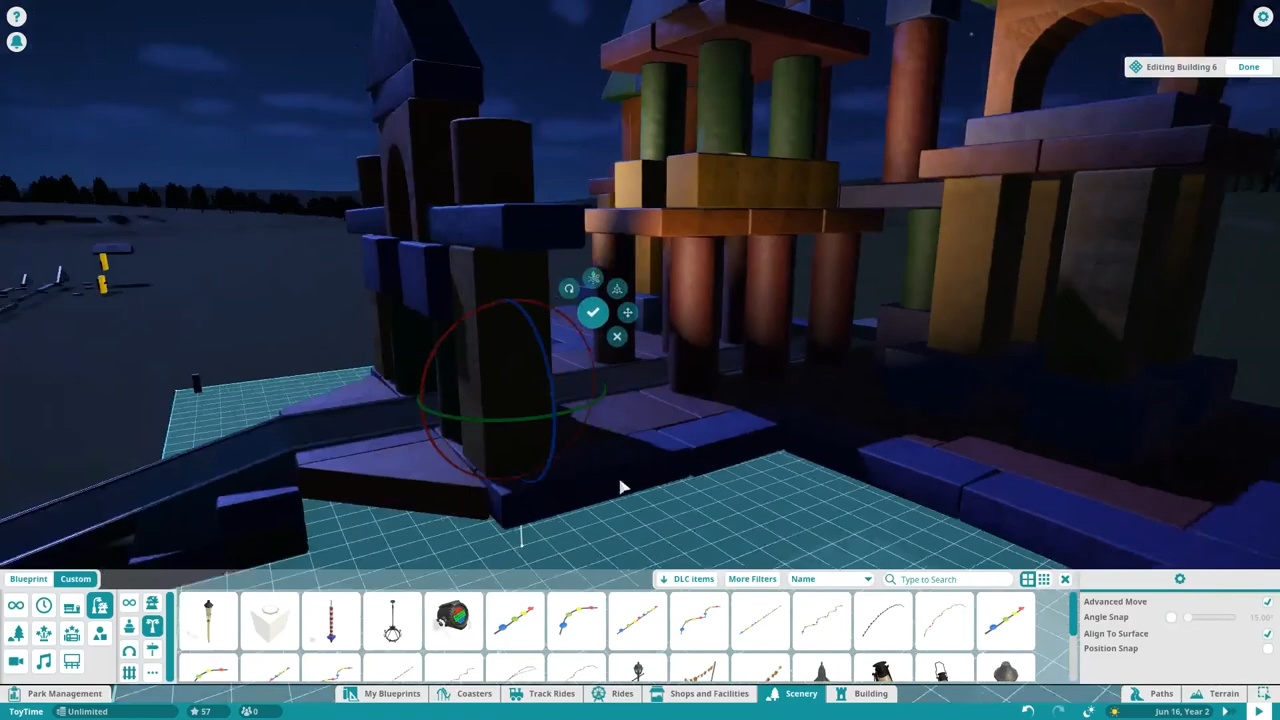 ?
Editing Building 6 Done
Blueprint Custom DLC items More Filters Name Type to Search
Advanced Move
Angle Snap 15.00°
Align To Surface
Position Snap
Park Management My Blueprints Coasters Track Rides Rides Shops and Facilities Scenery Building Paths Terrain
ToyTime Unlimited 57 0 Jun 16, Year 2